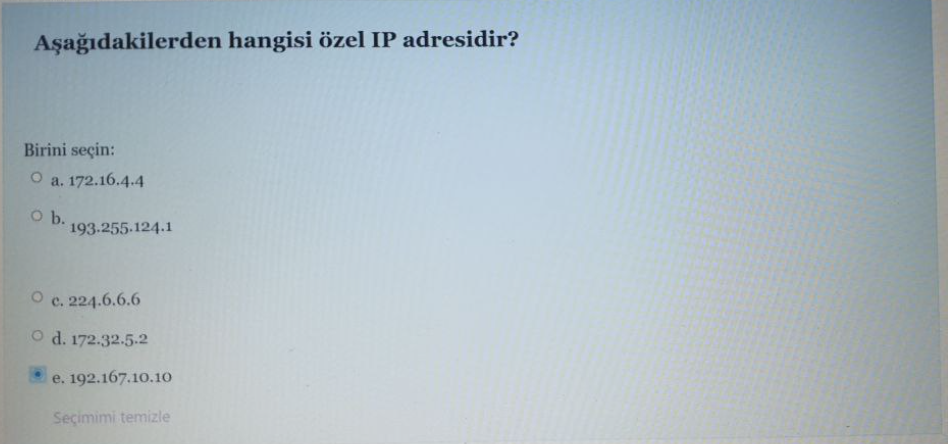 Aşağıdakilerden hangisi özel IP adresidir?
Birini seçin:
a. 172.16.4.4
b. 193.255.124.1
c. 224.6.6.6
d. 172.32.5.2
e. 192.167.10.10
Seçimimi temizle